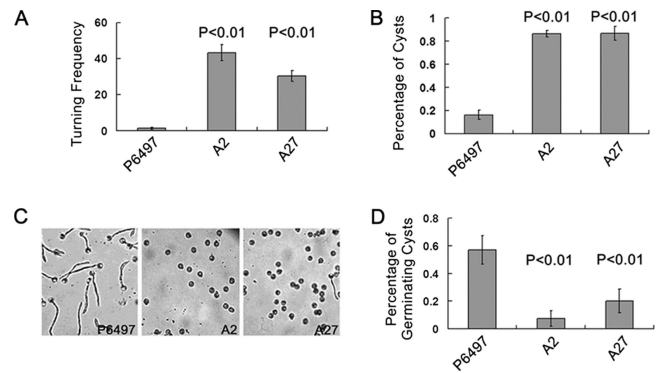 A
Turning Frequency
60
40
20
0
P<0.01
P<0.01
P6497
A2
A27
B
Percentage of Cysts
1
0.8
0.6
0.4
0.2
0
P<0.01
P<0.01
P6497
A2
A27
C
P6497
A2
A27
D
Percentage of
Germinating Cysts
0.8
0.6
0.4
0.2
0
P<0.01
P<0.01
P6497
A2
A27